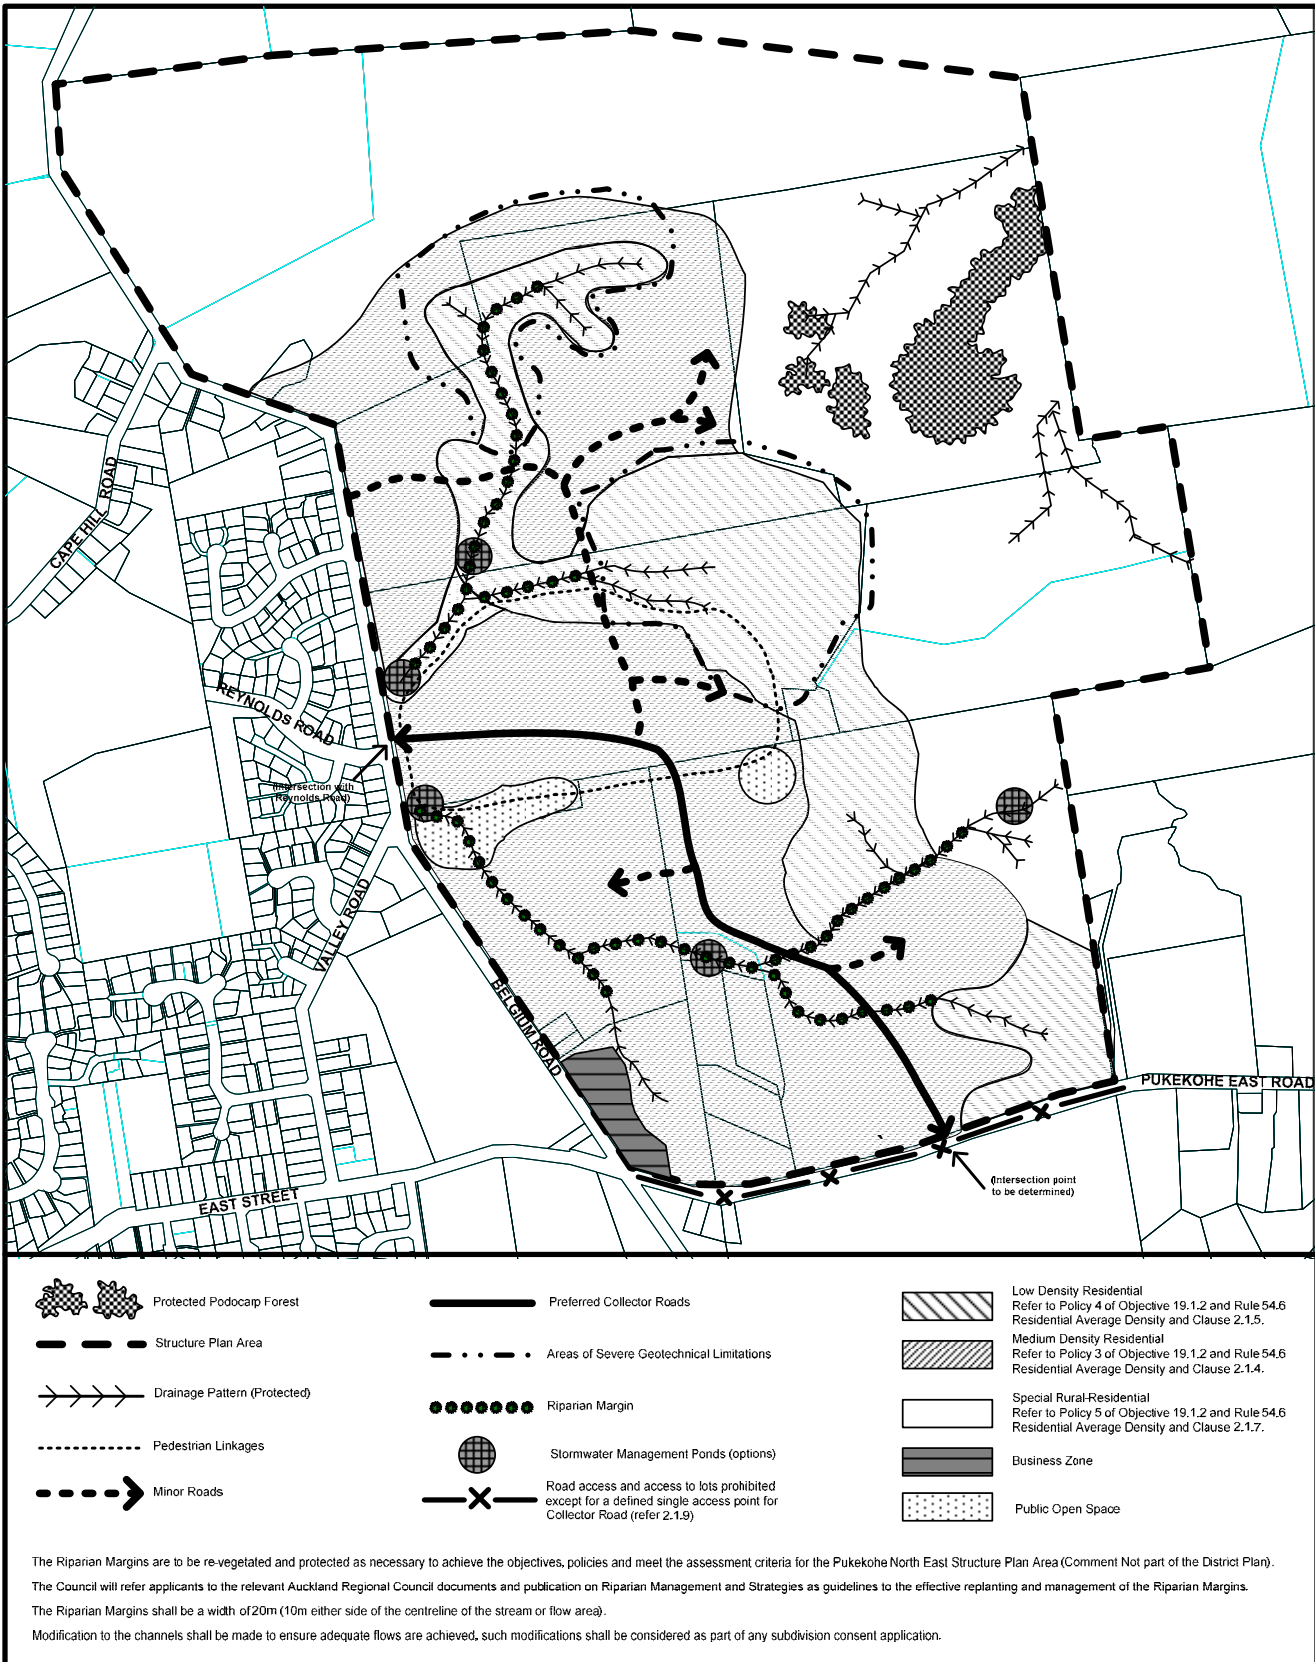 CAPE HILL ROAD
REYNOLDS ROAD
(Intersection with
Reynolds Road)
VALLEY ROAD
BELGIUM ROAD
PUKEKOHE EAST ROAD
EAST STREET
(Intersection point
to be determined)
Protected Podocarp Forest
Structure Plan Area
Drainage Pattern (Protected)
Pedestrian Linkages
Minor Roads
Preferred Collector Roads
Areas of Severe Geotechnical Limitations
Riparian Margin
Stormwater Management Ponds (options)
Road access and access to lots prohibited
except for a defined single access point for
Collector Road (refer 2.1.9)
Low Density Residential
Refer to Policy 4 of Objective 19.1.2 and Rule 54.6
Residential Average Density and Clause 2.1.5.
Medium Density Residential
Refer to Policy 3 of Objective 19.1.2 and Rule 54.6
Residential Average Density and Clause 2.1.4.
Special Rural-Residential
Refer to Policy 5 of Objective 19.1.2 and Rule 54.6
Residential Average Density and Clause 2.1.7.
Business Zone
Public Open Space
The Riparian Margins are to be re-vegetated and protected as necessary to achieve the objectives, policies and meet the assessment criteria for the Pukekohe North East Structure Plan Area (Comment Not part of the District Plan).
The Council will refer applicants to the relevant Auckland Regional Council documents and publication on Riparian Management and Strategies as guidelines to the effective replanting and management of the Riparian Margins.
The Riparian Margins shall be a width of 20m (10m either side of the centreline of the stream or flow area).
Modification to the channels shall be made to ensure adequate flows are achieved, such modifications shall be considered as part of any subdivision consent application.